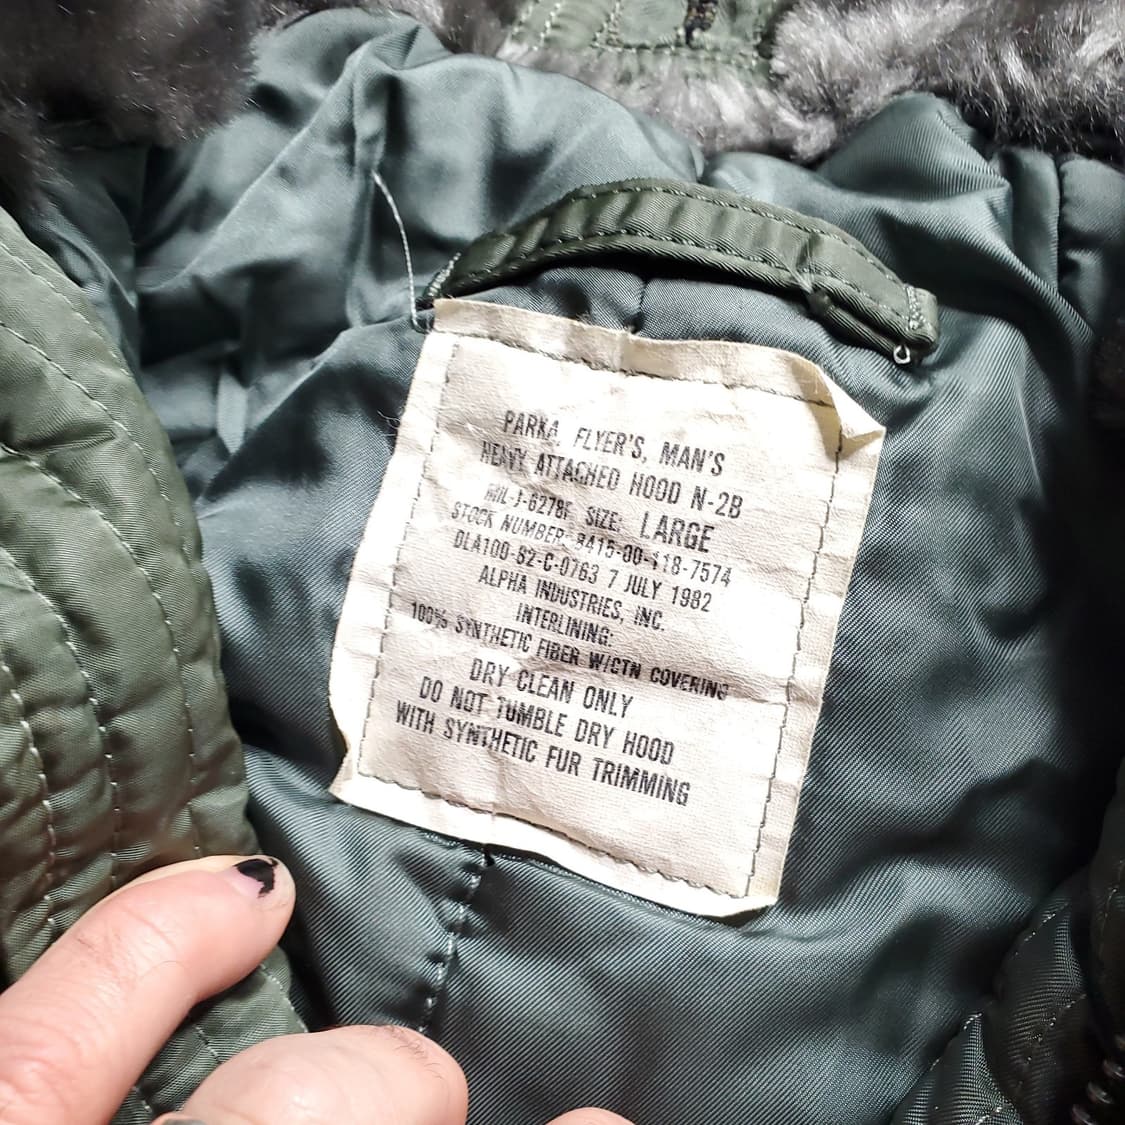 PARKA, FLYER'S, MAN'S
HEAVY ATTACHED HOOD N-2B
MIL-J-6279F SIZE: LARGE
STOCK NUMBER: 8415-00-118-7574
DLA100-82-C-0763 7 JULY 1982
ALPHA INDUSTRIES, INC.
INTERLINING:
100% SYNTHETIC FIBER W/CTN COVERING
DRY CLEAN ONLY
DO NOT TUMBLE DRY HOOD
WITH SYNTHETIC FUR TRIMMING